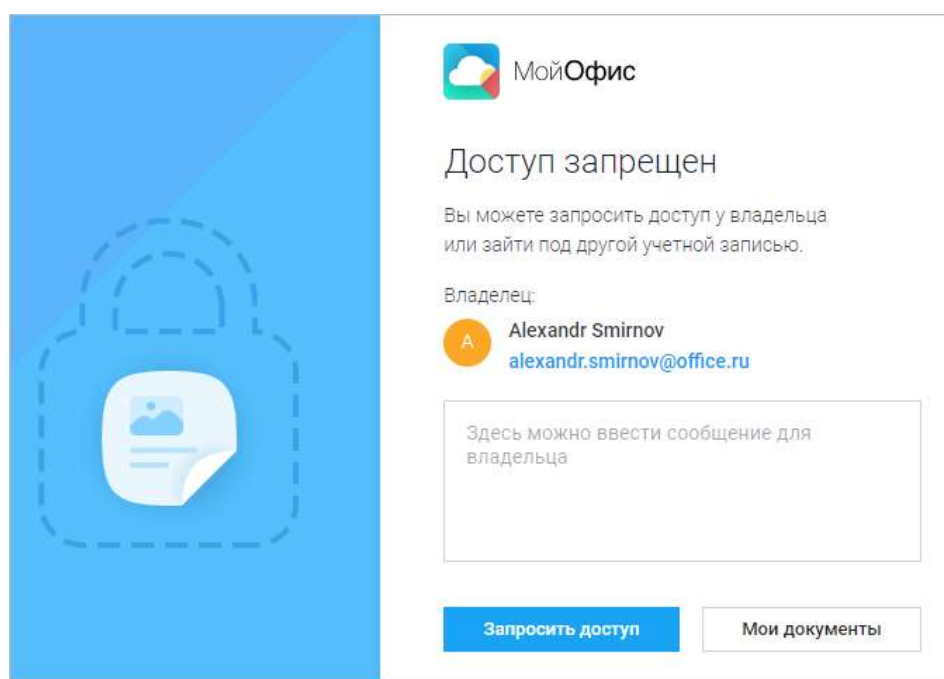 МойОфис
Доступ запрещен
Вы можете запросить доступ у владельца
или зайти под другой учетной записью.
Владелец:
A
Alexandr Smirnov
alexandr.smirnov@office.ru
Здесь можно ввести сообщение для
владельца
Запросить доступ
Мои документы